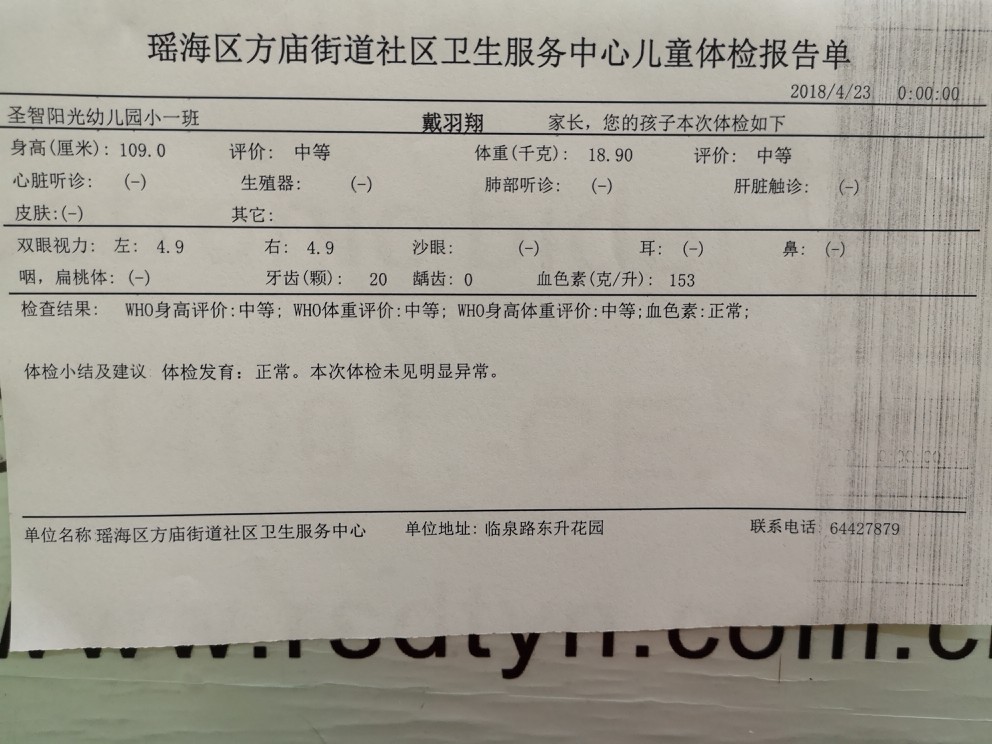 瑶海区方庙街道社区卫生服务中心儿童体检报告单
2018/4/23 0:00:00
圣智阳光幼儿园小一班 戴羽翔 家长，您的孩子本次体检如下
身高(厘米): 109.0 评价: 中等 体重(千克): 18.90 评价: 中等
心脏听诊: (-) 生殖器: (-) 肺部听诊: (-) 肝脏触诊: (-)
皮肤:(-) 其它:
双眼视力: 左: 4.9 右: 4.9 沙眼: (-) 耳: (-) 鼻: (-)
咽，扁桃体: (-) 牙齿(颗): 20 龋齿: 0 血色素(克/升): 153
检查结果: WHO身高评价:中等; WHO体重评价:中等; WHO身高体重评价:中等;血色素:正常;
体检小结及建议 体检发育: 正常。本次体检未见明显异常。
单位名称 瑶海区方庙街道社区卫生服务中心 单位地址: 临泉路东升花园 联系电话 64427879